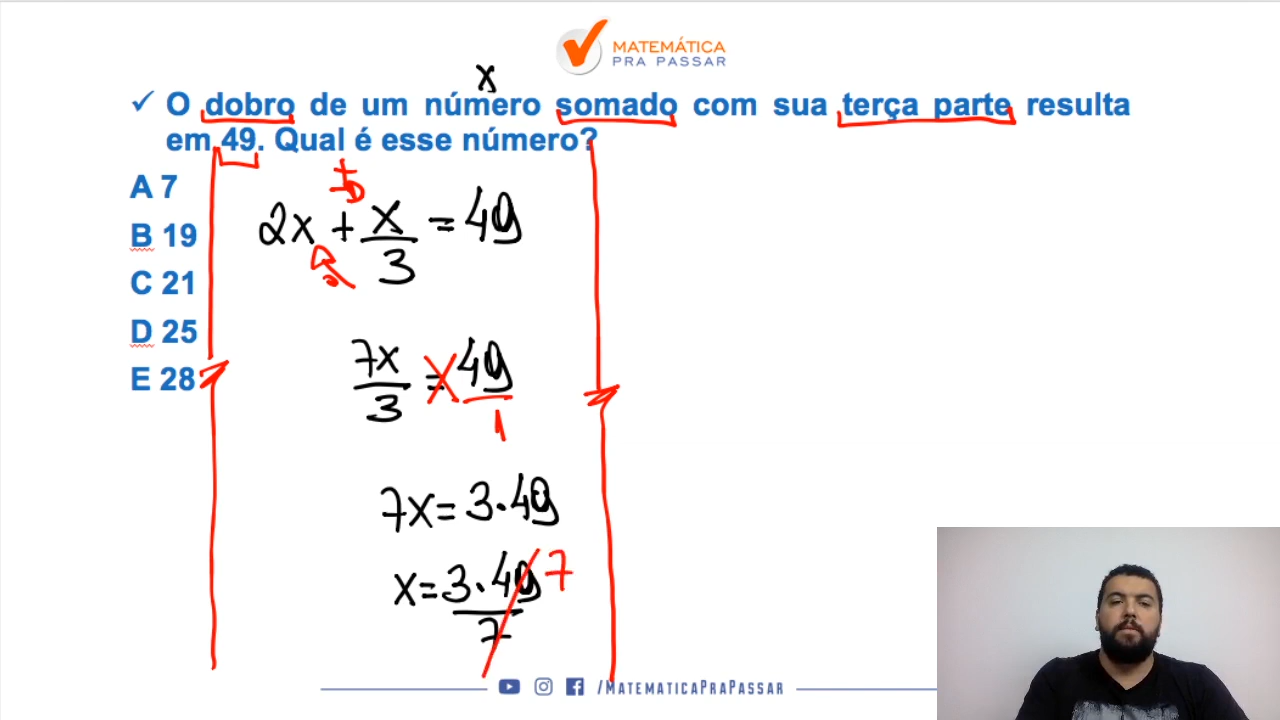 MATEMÁTICA
PRA PASSAR
x
✓ O dobro de um número somado com sua terça parte resulta
em 49. Qual é esse número?
A 7
B 19
C 21
D 25
E 28
2x + x/3 = 49
7x/3 = 49/1
7x = 3.49
x = 3.49/7 7
/MATEMATICAPRAPASSAR